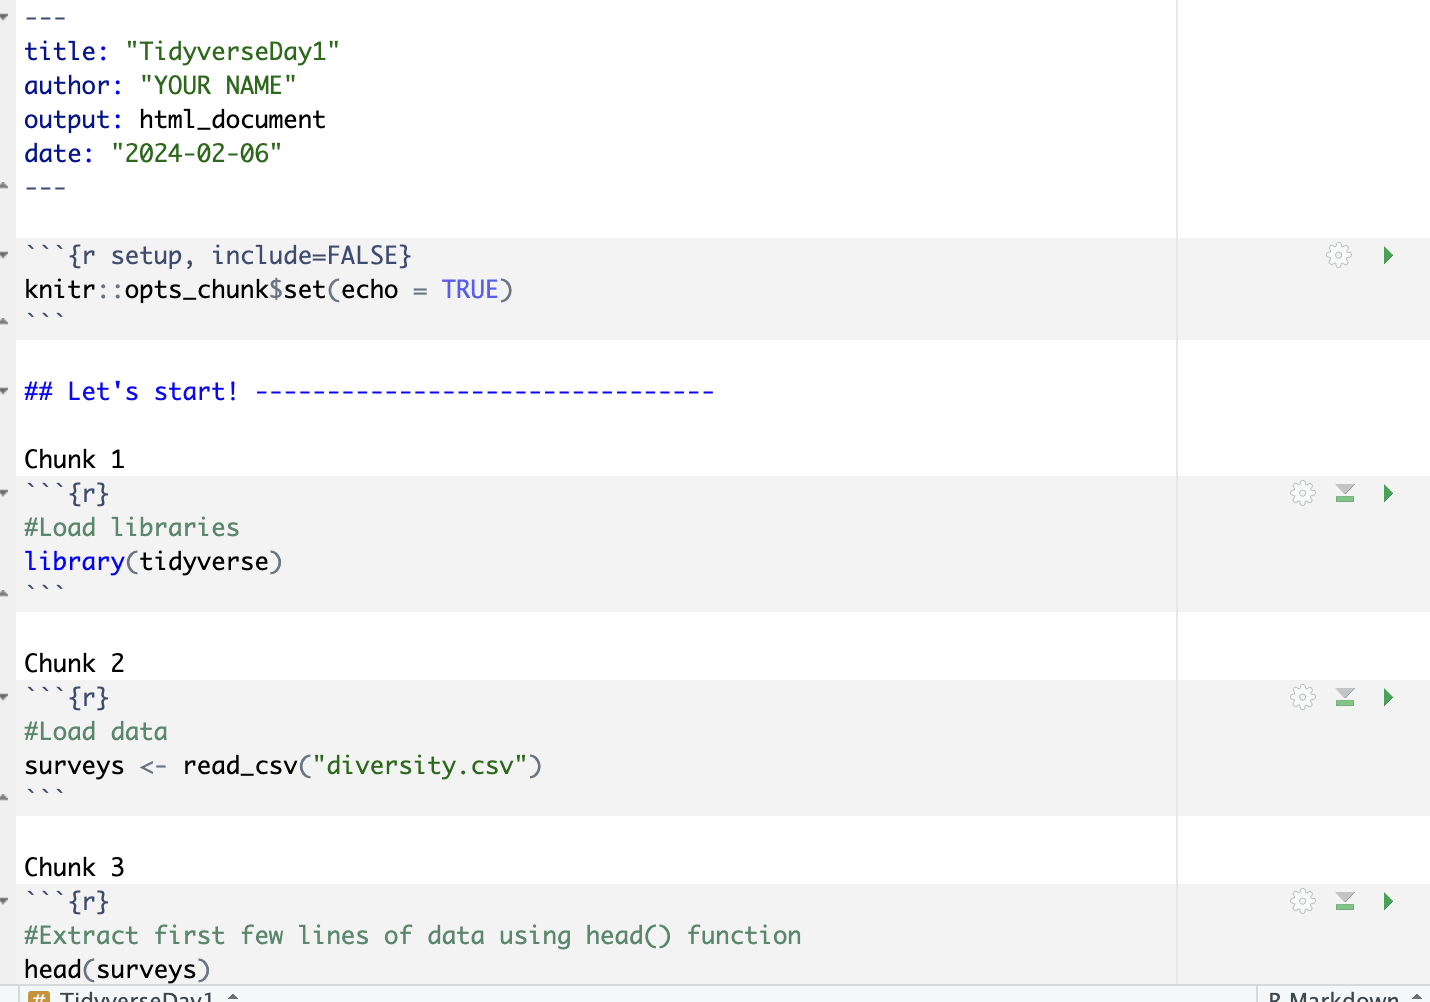 ---
title: "TidyverseDay1"
author: "YOUR NAME"
output: html_document
date: "2024-02-06"
---
```{r setup, include=FALSE}
knitr::opts_chunk$set(echo = TRUE)
```
## Let's start! --------------------------------
Chunk 1
```{r}
#Load libraries
library(tidyverse)
```
Chunk 2
```{r}
#Load data
surveys <- read_csv("diversity.csv")
```
Chunk 3
```{r}
#Extract first few lines of data using head() function
head(surveys)
# TidyverseDay1
R Markdown